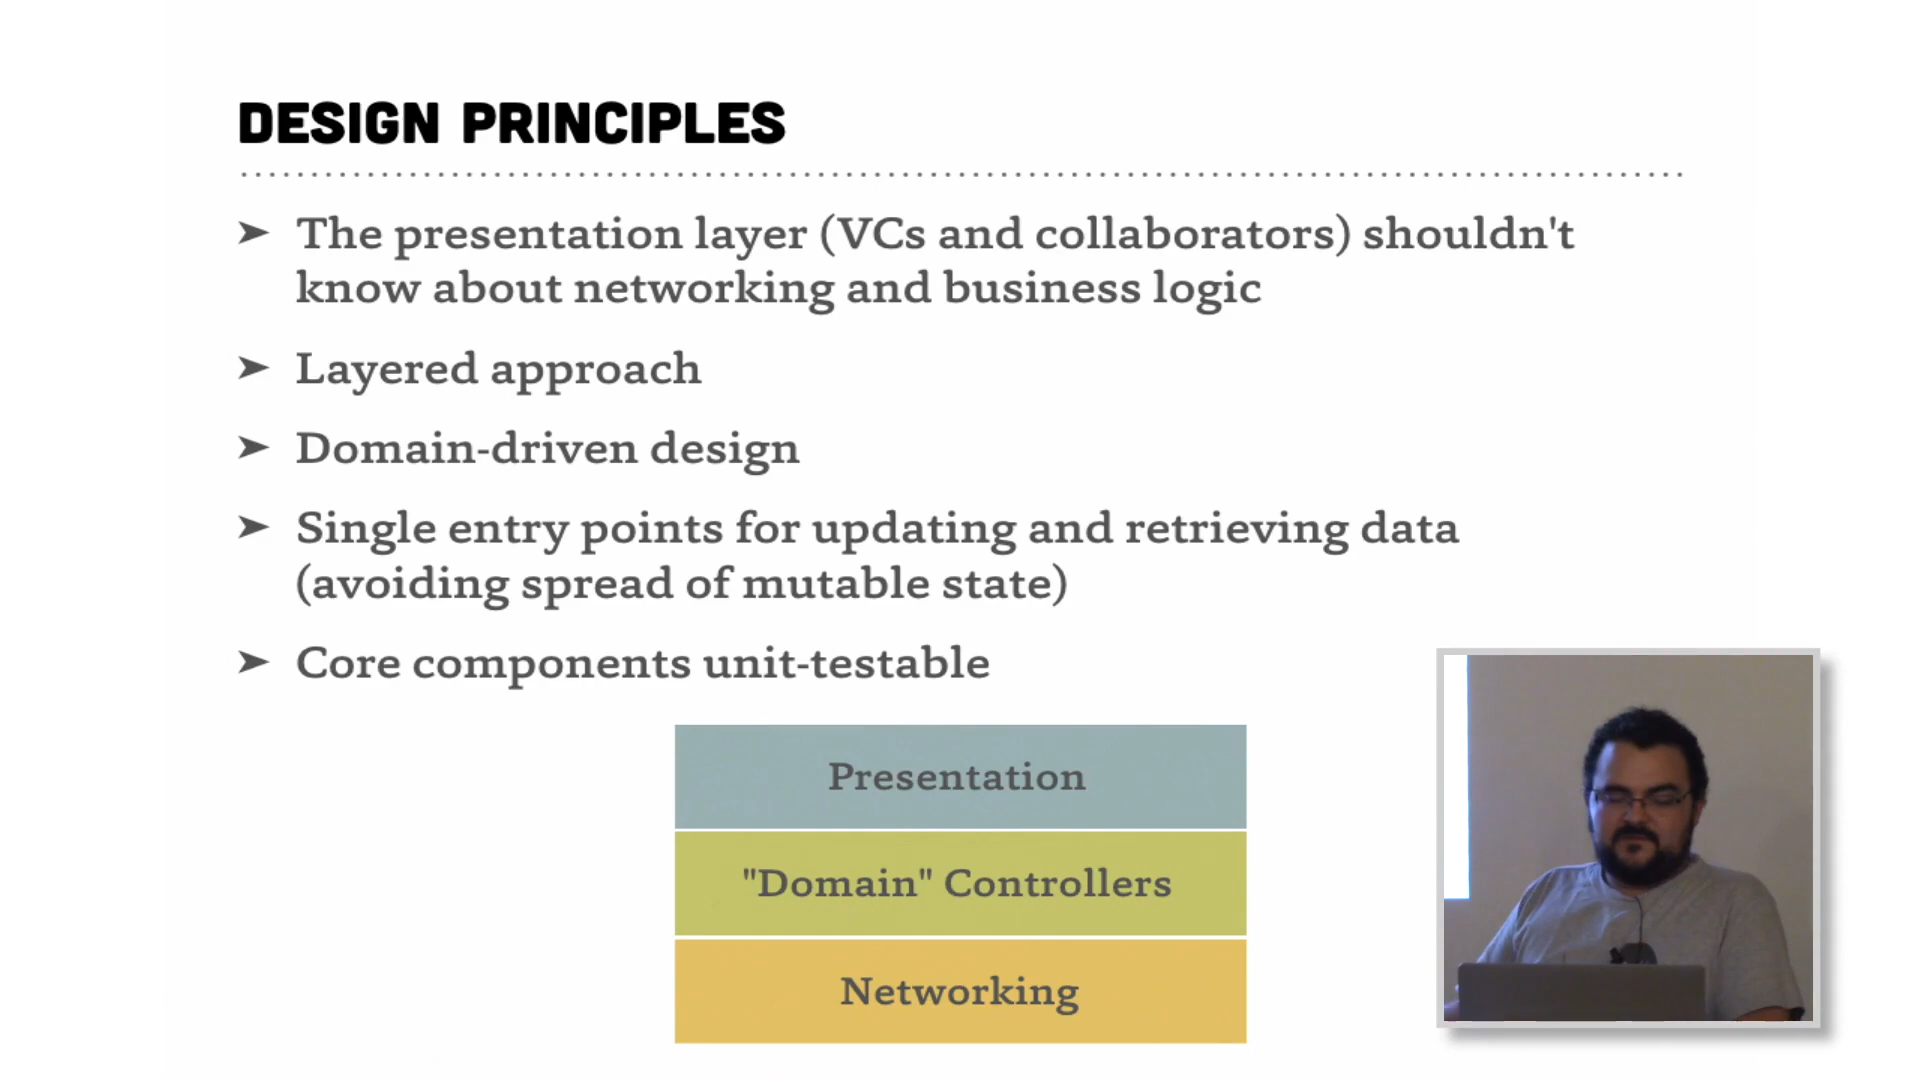 DESIGN PRINCIPLES
➤ The presentation layer (VCs and collaborators) shouldn't
know about networking and business logic
➤ Layered approach
➤ Domain-driven design
➤ Single entry points for updating and retrieving data
(avoiding spread of mutable state)
➤ Core components unit-testable
Presentation
"Domain" Controllers
Networking